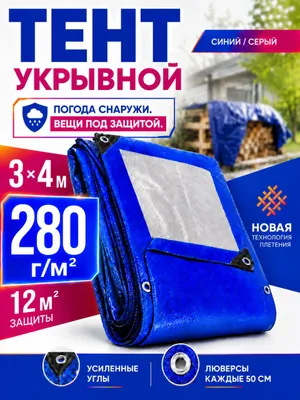 ТЕНТ
УКРЫВНОЙ
СИНИЙ / СЕРЫЙ
ПОГОДА СНАРУЖИ.
ВЕЩИ ПОД ЗАЩИТОЙ.
3×4 м
280
г/м²
12 м²
ЗАЩИТЫ
НОВАЯ
ТЕХНОЛОГИЯ
ПЛЕТЕНИЯ
УСИЛЕННЫЕ
УГЛЫ
ЛЮВЕРСЫ
КАЖДЫЕ 50 СМ